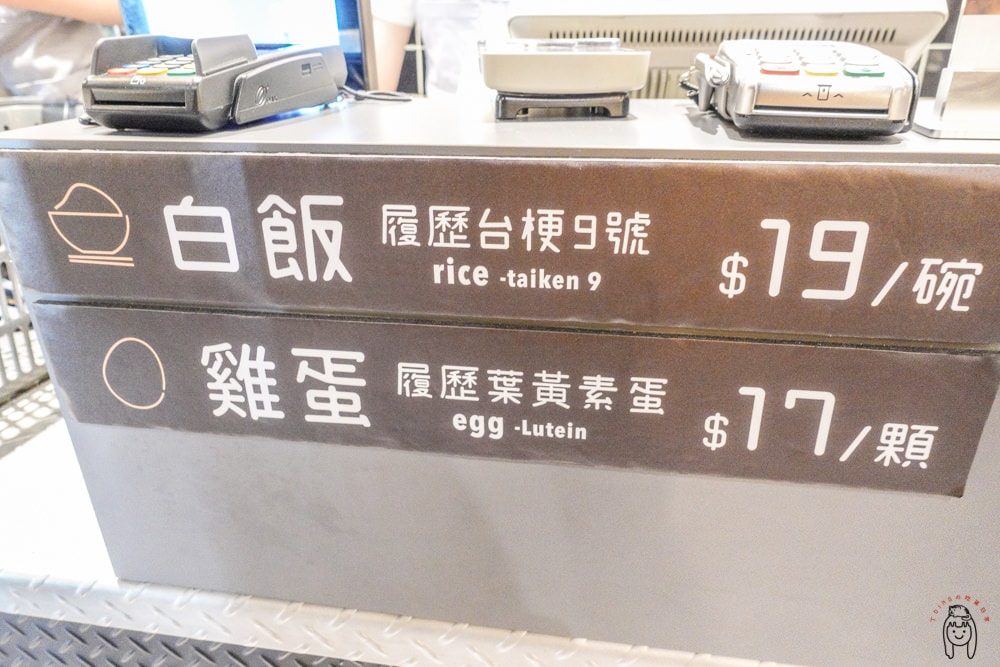 白飯 履歷台梗9號 $19/碗
rice -taiken 9
雞蛋 履歷葉黃素蛋 $17/顆
egg -Lutein